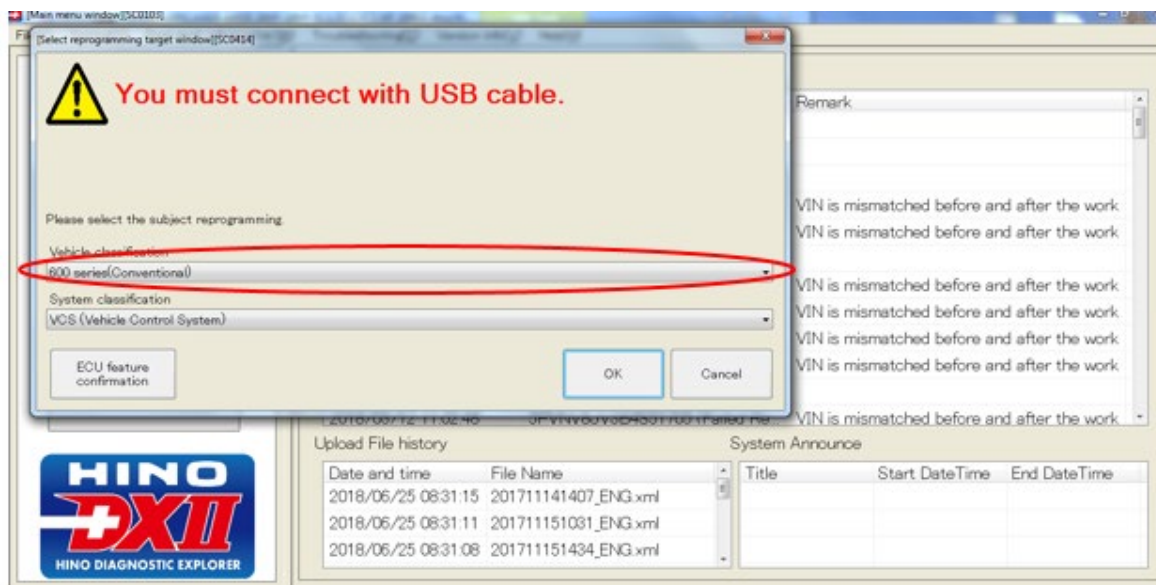 [Main menu window][SC0103]
[Select reprogramming target window][SC0414]
You must connect with USB cable.
Please select the subject reprogramming.
Vehicle classification
600 series(Conventional)
System classification
VCS (Vehicle Control System)
ECU feature
confirmation
OK
Cancel
Remark
VIN is mismatched before and after the work
VIN is mismatched before and after the work
VIN is mismatched before and after the work
VIN is mismatched before and after the work
VIN is mismatched before and after the work
VIN is mismatched before and after the work
VIN is mismatched before and after the work
Upload File history
Date and time File Name
2018/06/25 08:31:15 201711141407_ENG.xml
2018/06/25 08:31:11 201711151031_ENG.xml
2018/06/25 08:31:08 201711151434_ENG.xml
System Announce
Title Start DateTime End DateTime
HINO
DXII
HINO DIAGNOSTIC EXPLORER